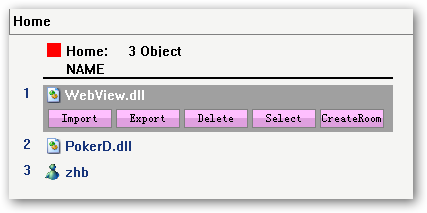 Home
Home: 3 Object
NAME
1 WebView.dll
Import Export Delete Select CreateRoom
2 PokerD.dll
3 zhb